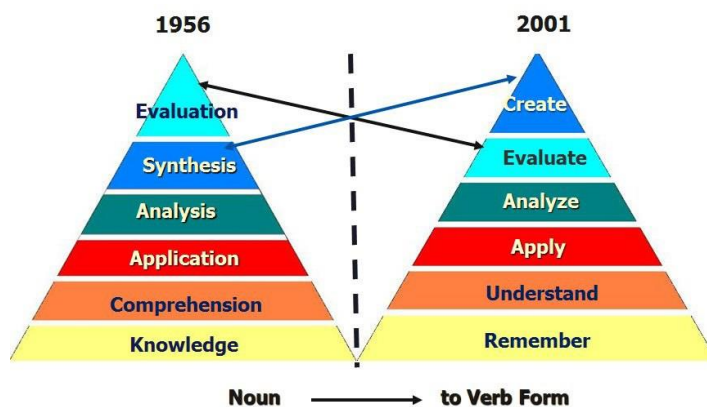 1956
Evaluation
Synthesis
Analysis
Application
Comprehension
Knowledge
2001
Create
Evaluate
Analyze
Apply
Understand
Remember
Noun to Verb Form